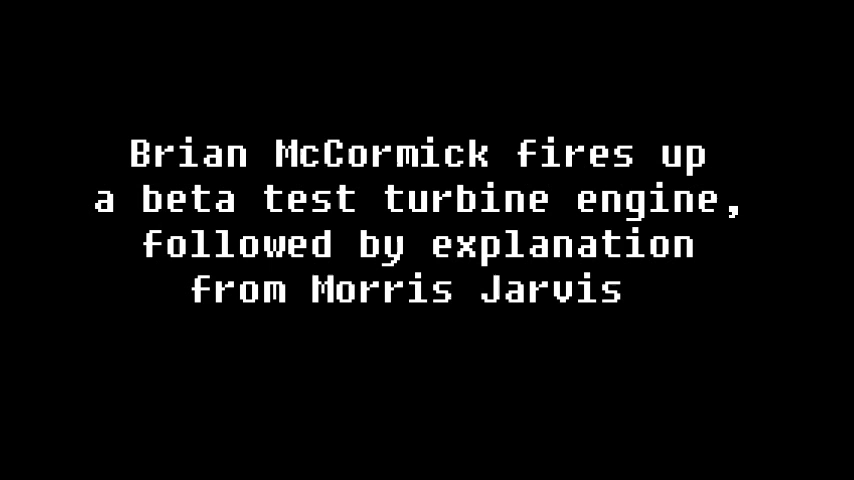 Brian McCormick fires up
a beta test turbine engine,
followed by explanation
from Morris Jarvis